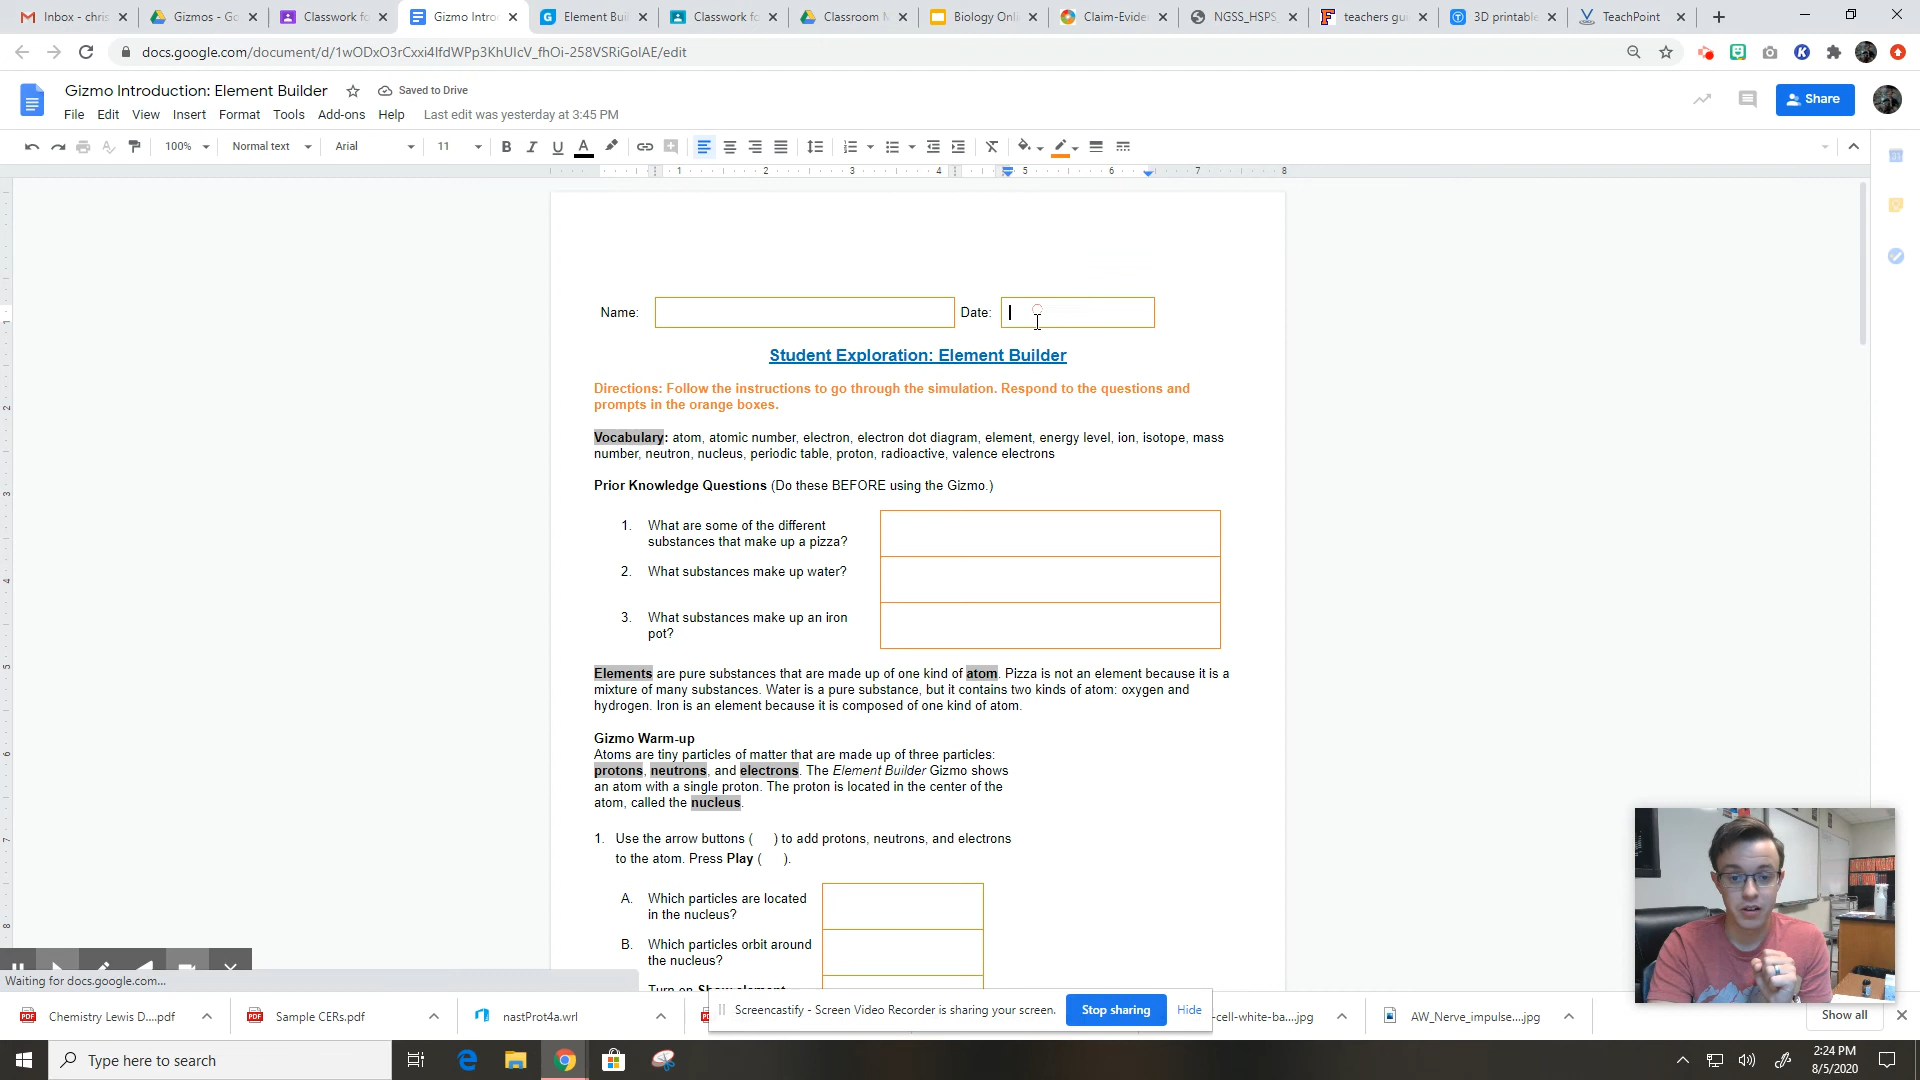 Inbox - chris
Gizmos - Go
Classwork fo
Gizmo Intro
Element Buil
Classwork fo
Classroom M
Biology Onli
Claim-Eviden
NGSS_HSPS
teachers gui
3D printable
TeachPoint
docs.google.com/document/d/1wODxO3rCxxi4lfdWPp3KhUIcV_fhOi-258VSRiGolAE/edit
Gizmo Introduction: Element Builder
Saved to Drive
File Edit View Insert Format Tools Add-ons Help Last edit was yesterday at 3:45 PM
Share
100% Normal text Arial 11 B I U A
1 2 3 4 5 6 7 8
Name: Date:
Student Exploration: Element Builder
Directions: Follow the instructions to go through the simulation. Respond to the questions and
prompts in the orange boxes.
Vocabulary: atom, atomic number, electron, electron dot diagram, element, energy level, ion, isotope, mass
number, neutron, nucleus, periodic table, proton, radioactive, valence electrons
Prior Knowledge Questions (Do these BEFORE using the Gizmo.)
1. What are some of the different
substances that make up a pizza?
2. What substances make up water?
3. What substances make up an iron
pot?
Elements are pure substances that are made up of one kind of atom. Pizza is not an element because it is a
mixture of many substances. Water is a pure substance, but it contains two kinds of atom: oxygen and
hydrogen. Iron is an element because it is composed of one kind of atom.
Gizmo Warm-up
Atoms are tiny particles of matter that are made up of three particles:
protons, neutrons, and electrons. The Element Builder Gizmo shows
an atom with a single proton. The proton is located in the center of the
atom, called the nucleus.
1. Use the arrow buttons ( ) to add protons, neutrons, and electrons
to the atom. Press Play ( ).
A. Which particles are located
in the nucleus?
B. Which particles orbit around
the nucleus?
Turn on Show element
Waiting for docs.google.com...
Chemistry Lewis D....pdf
Sample CERs.pdf
nastProt4a.wrl
Screencastify - Screen Video Recorder is sharing your screen.
Stop sharing
Hide
-cell-white-ba....jpg
AW_Nerve_impulse....jpg
Show all
Type here to search
2:24 PM
8/5/2020